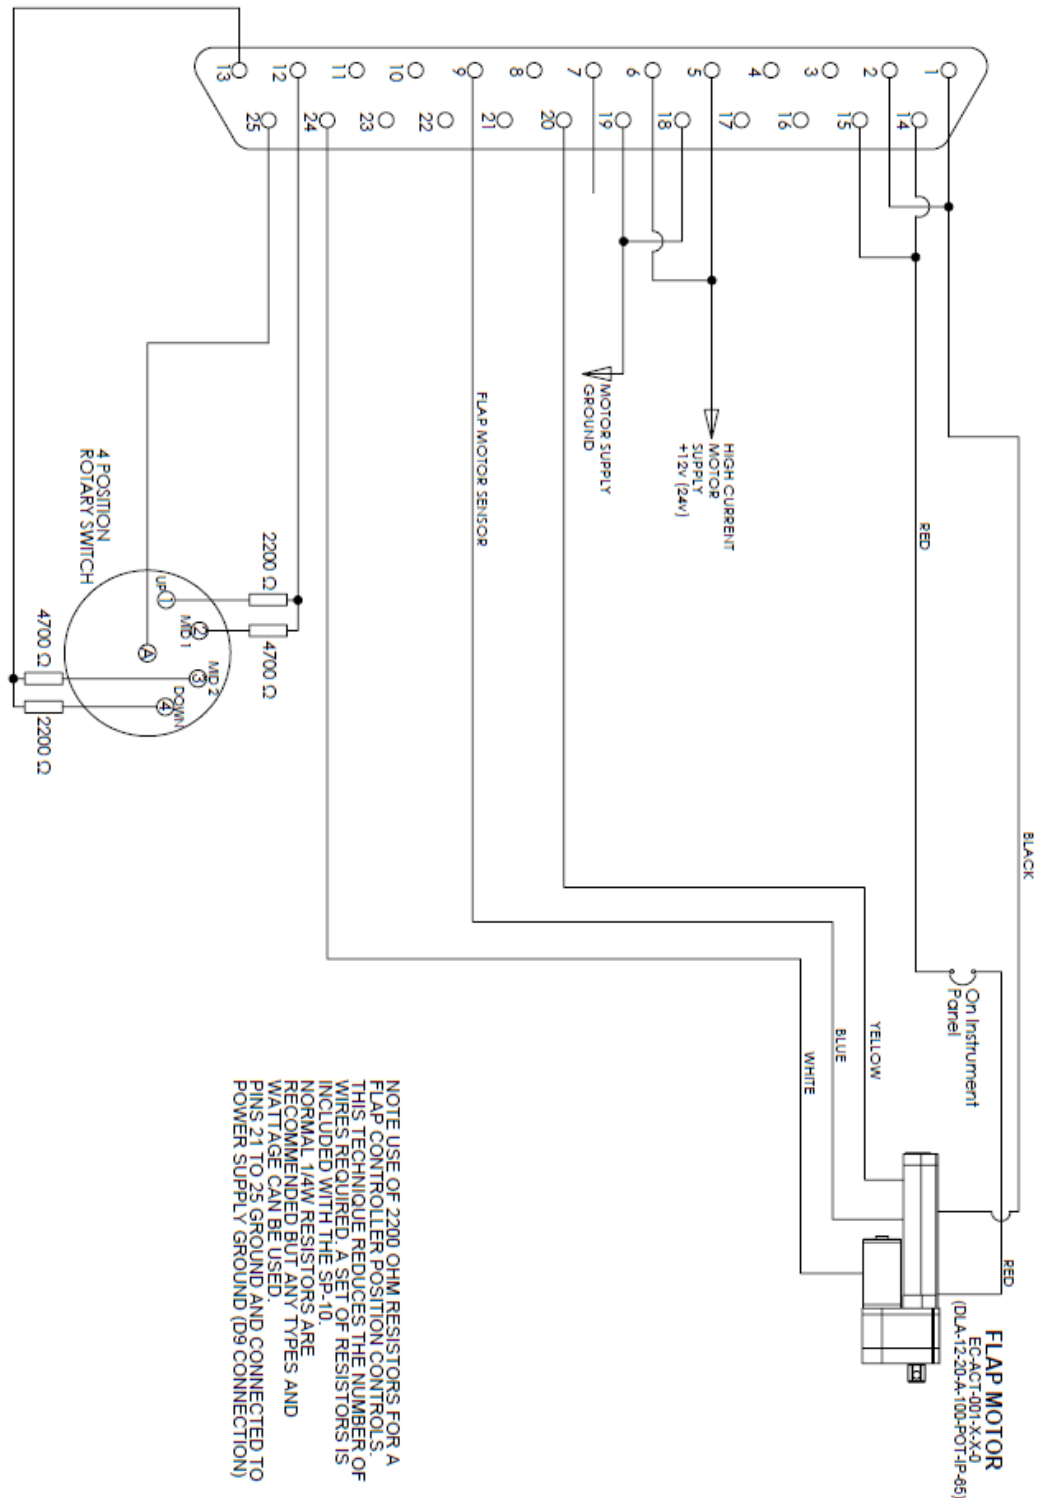 13
12
11
10
9
8
7
6
5
4
3
2
1
25
24
23
22
21
20
19
18
17
16
15
14
HIGH CURRENT
MOTOR
SUPPLY
+12v (24v)
MOTOR SUPPLY
GROUND
RED
FLAP MOTOR SENSOR
BLACK
4 POSITION
ROTARY SWITCH
2200 Ω
4700 Ω
4700 Ω
2200 Ω
UP
1
MID 1
2
MID 2
3
DOWN
4
A
On Instrument
Panel
YELLOW
BLUE
WHITE
RED
FLAP MOTOR
EC-ACT-001-X-X-0
(DLA-12-20-A-100-POT-IP-65)
NOTE USE OF 2200 OHM RESISTORS FOR A
FLAP CONTROLLER POSITION CONTROLS.
THIS TECHNIQUE REDUCES THE NUMBER OF
WIRES REQUIRED. A SET OF RESISTORS IS
INCLUDED WITH THE SP-10.
NORMAL 1/4W RESISTORS ARE
RECOMMENDED BUT ANY TYPES AND
WATTAGE CAN BE USED.
PINS 21 TO 25 GROUND AND CONNECTED TO
POWER SUPPLY GROUND (D9 CONNECTION)